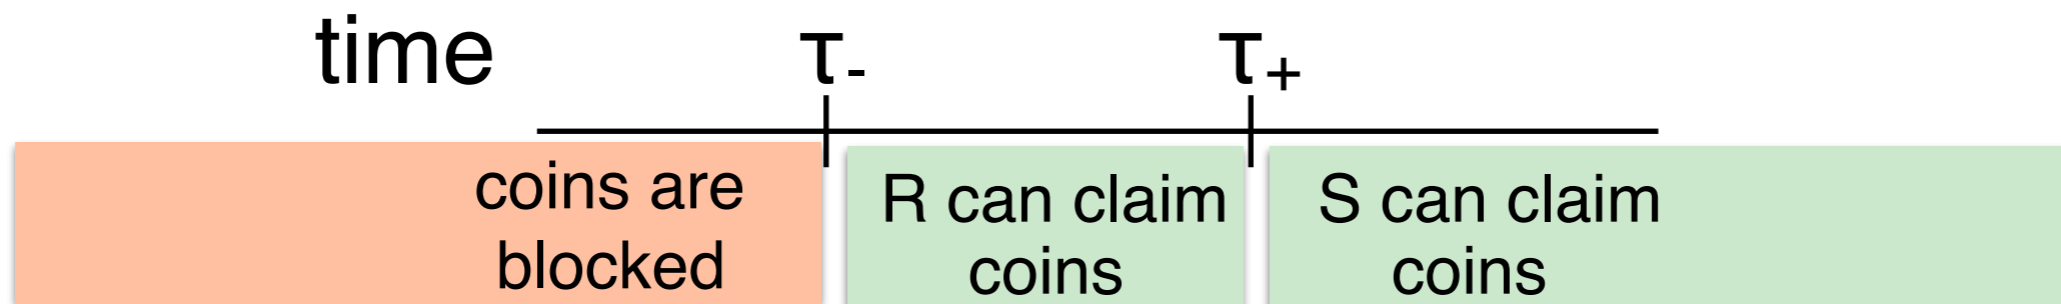 time
τ-
τ+
coins are
blocked
R can claim
coins
S can claim
coins